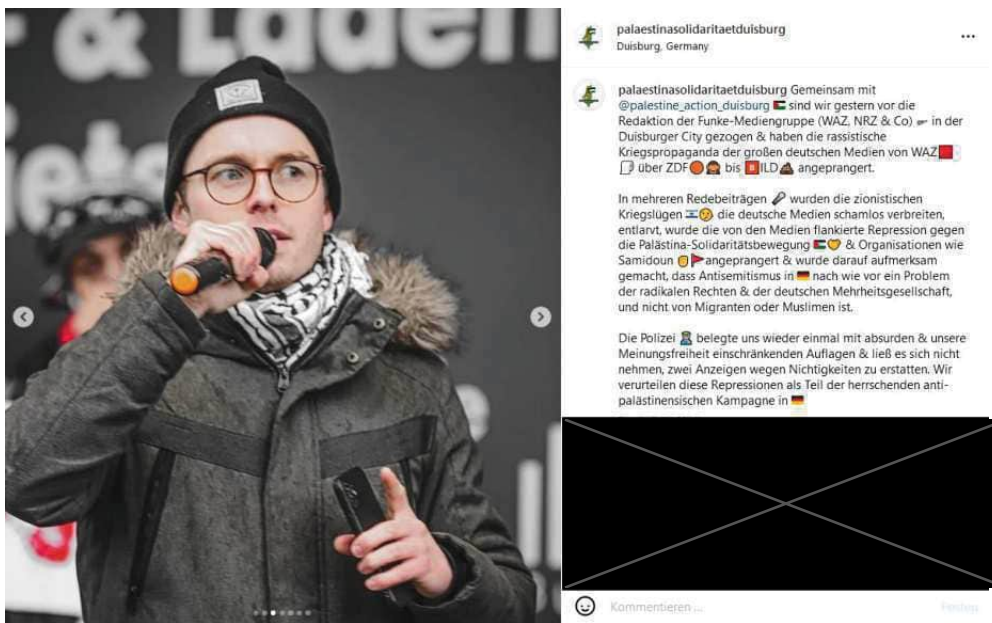 & Läden
palaestinasolidaritaetduisburg
Duisburg, Germany
palaestinasolidaritaetduisburg Gemeinsam mit
@palestine_action_duisburg 🇵🇸 sind wir gestern vor die
Redaktion der Funke-Mediengruppe (WAZ, NRZ & Co) in der
Duisburger City gezogen & haben die rassistische
Kriegspropaganda der großen deutschen Medien von WAZ🟥
über ZDF🟠 bis 🅱️ILD💩 angeprangert.
In mehreren Redebeiträgen 🎤 wurden die zionistischen
Kriegslügen 🇮🇱🤥 die deutsche Medien schamlos verbreiten,
entlarvt, wurde die von den Medien flankierte Repression gegen
die Palästina-Solidaritätsbewegung 🇵🇸💛 & Organisationen wie
Samidoun ✊🚩angeprangert & wurde darauf aufmerksam
gemacht, dass Antisemitismus in 🇩🇪 nach wie vor ein Problem
der radikalen Rechten & der deutschen Mehrheitsgesellschaft,
und nicht von Migranten oder Muslimen ist.
Die Polizei 👮 belegte uns wieder einmal mit absurden & unsere
Meinungsfreiheit einschränkenden Auflagen & ließ es sich nicht
nehmen, zwei Anzeigen wegen Nichtigkeiten zu erstatten. Wir
verurteilen diese Repressionen als Teil der herrschenden anti-
palästinensischen Kampagne in 🇩🇪
Kommentieren ...
Posten